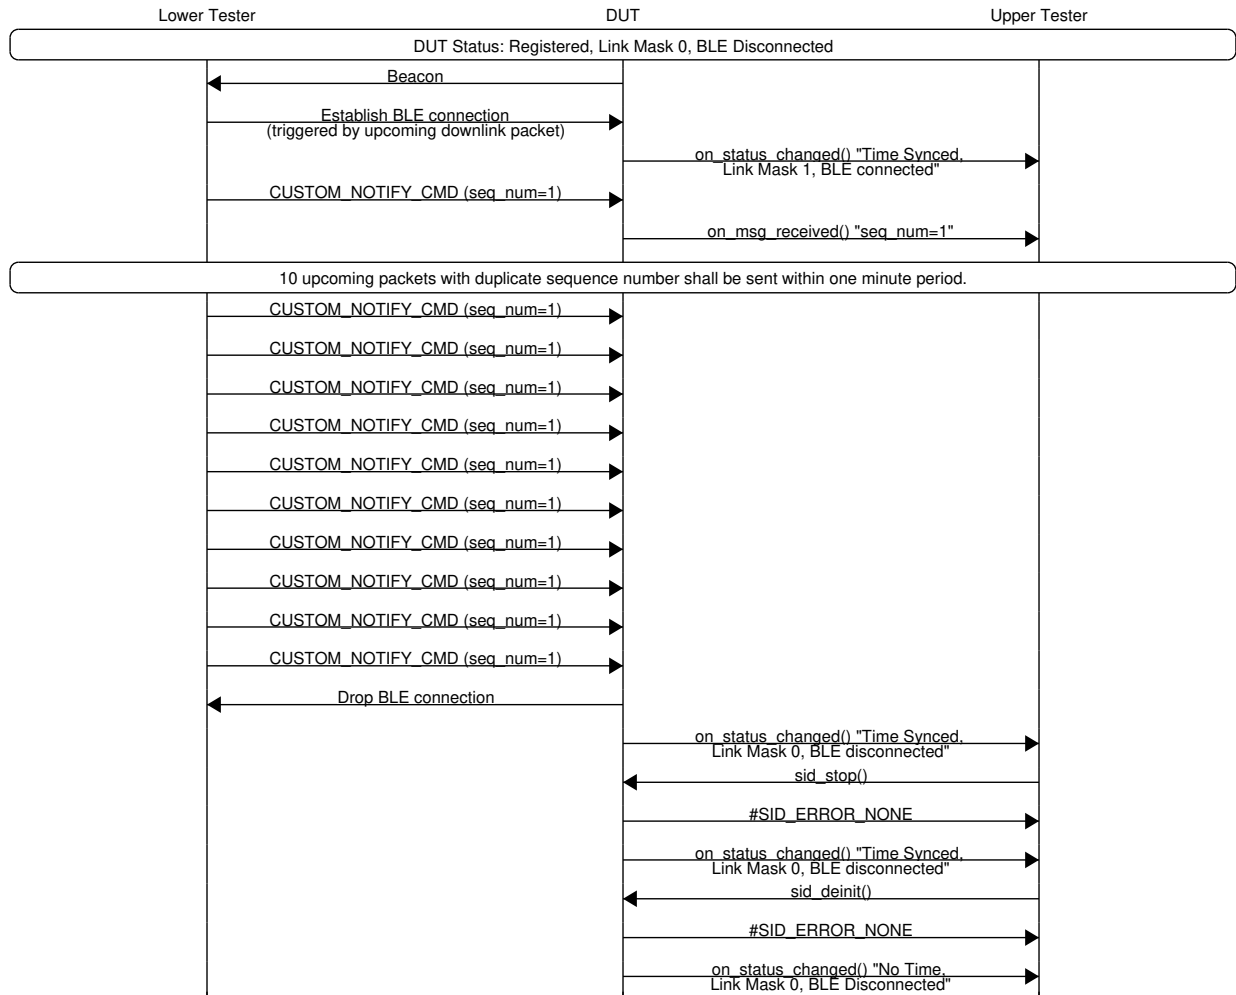 Lower Tester DUT Upper Tester
DUT Status: Registered, Link Mask 0, BLE Disconnected
Beacon
Establish BLE connection
(triggered by upcoming downlink packet)
on_status_changed() "Time Synced,
Link Mask 1, BLE connected"
CUSTOM_NOTIFY_CMD (seq_num=1)
on_msg_received() "seq_num=1"
10 upcoming packets with duplicate sequence number shall be sent within one minute period.
CUSTOM_NOTIFY_CMD (seq_num=1)
CUSTOM_NOTIFY_CMD (seq_num=1)
CUSTOM_NOTIFY_CMD (seq_num=1)
CUSTOM_NOTIFY_CMD (seq_num=1)
CUSTOM_NOTIFY_CMD (seq_num=1)
CUSTOM_NOTIFY_CMD (seq_num=1)
CUSTOM_NOTIFY_CMD (seq_num=1)
CUSTOM_NOTIFY_CMD (seq_num=1)
CUSTOM_NOTIFY_CMD (seq_num=1)
CUSTOM_NOTIFY_CMD (seq_num=1)
Drop BLE connection
on_status_changed() "Time Synced,
Link Mask 0, BLE disconnected"
sid_stop()
#SID_ERROR_NONE
on_status_changed() "Time Synced,
Link Mask 0, BLE disconnected"
sid_deinit()
#SID_ERROR_NONE
on_status_changed() "No Time,
Link Mask 0, BLE Disconnected"